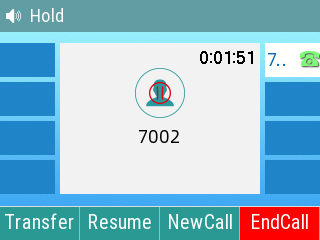 Hold
0:01:51
7..
7002
Transfer Resume NewCall EndCall